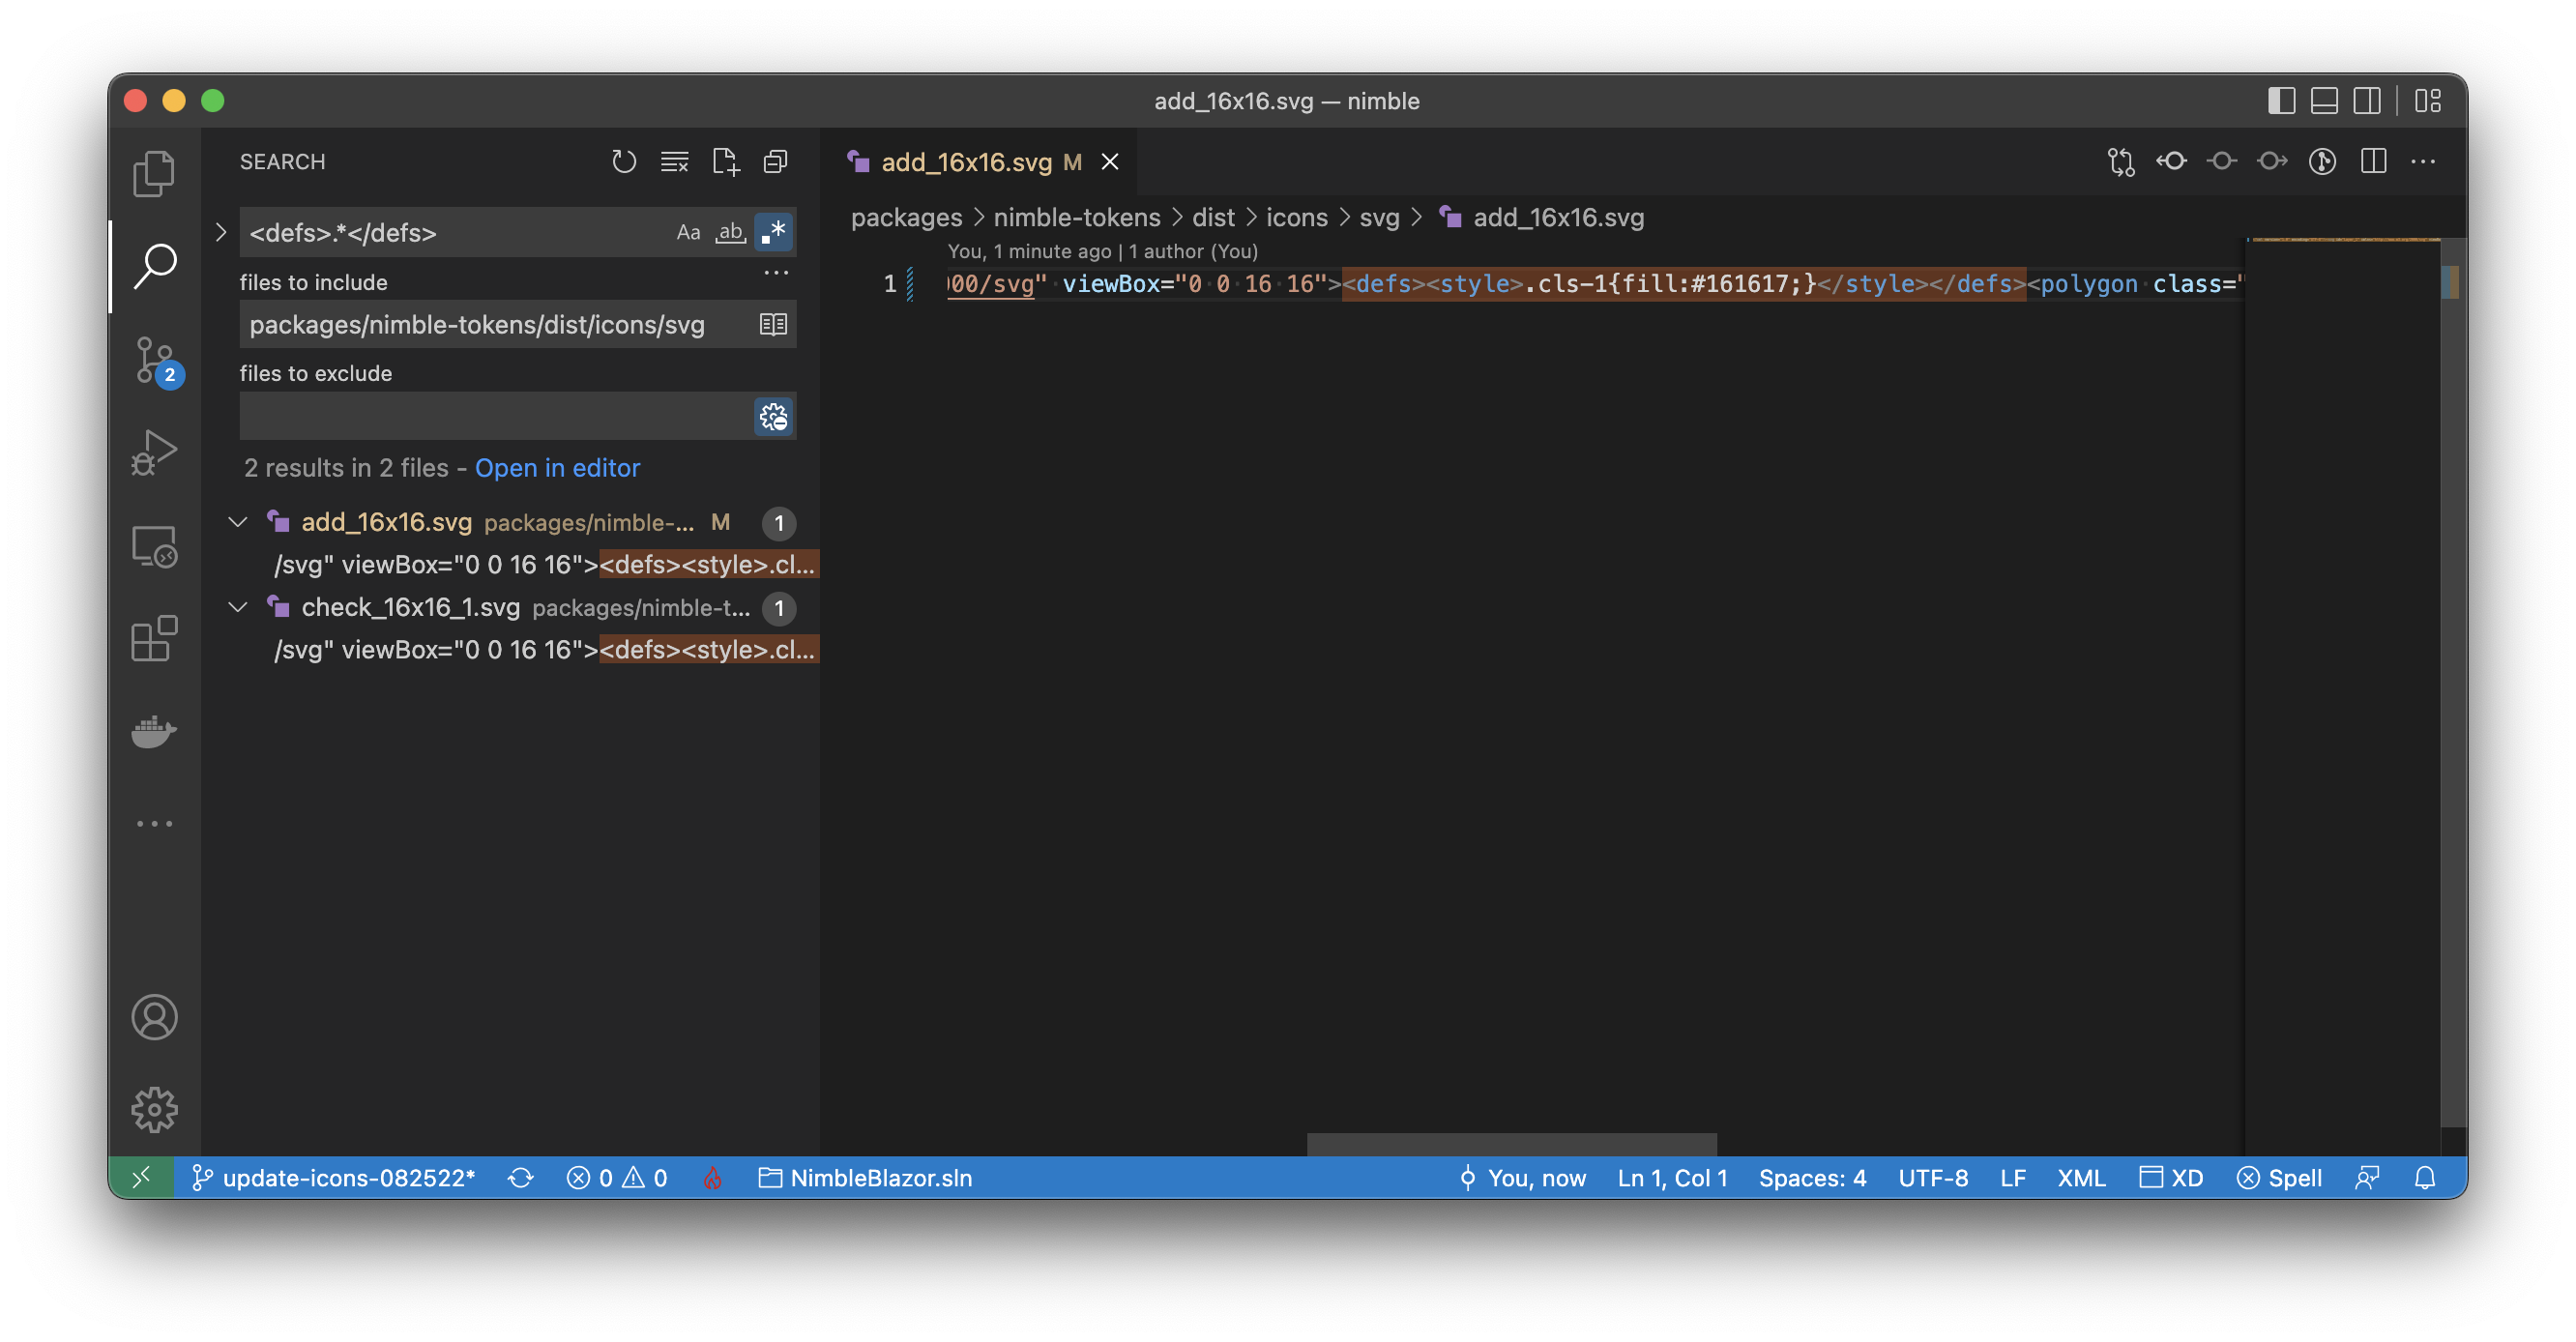 add_16x16.svg — nimble
SEARCH
<defs>.*</defs>
Aa ab .*
files to include
...
packages/nimble-tokens/dist/icons/svg
files to exclude
2 results in 2 files - Open in editor
add_16x16.svg packages/nimble-... M 1
/svg" viewBox="0 0 16 16"><defs><style>.cl...
check_16x16_1.svg packages/nimble-t... 1
/svg" viewBox="0 0 16 16"><defs><style>.cl...
2
add_16x16.svg M
packages > nimble-tokens > dist > icons > svg > add_16x16.svg
You, 1 minute ago | 1 author (You)
1 00/svg" viewBox="0 0 16 16"><defs><style>.cls-1{fill:#161617;}</style></defs><polygon class="
update-icons-082522* 0 0 NimbleBlazor.sln You, now Ln 1, Col 1 Spaces: 4 UTF-8 LF XML XD Spell